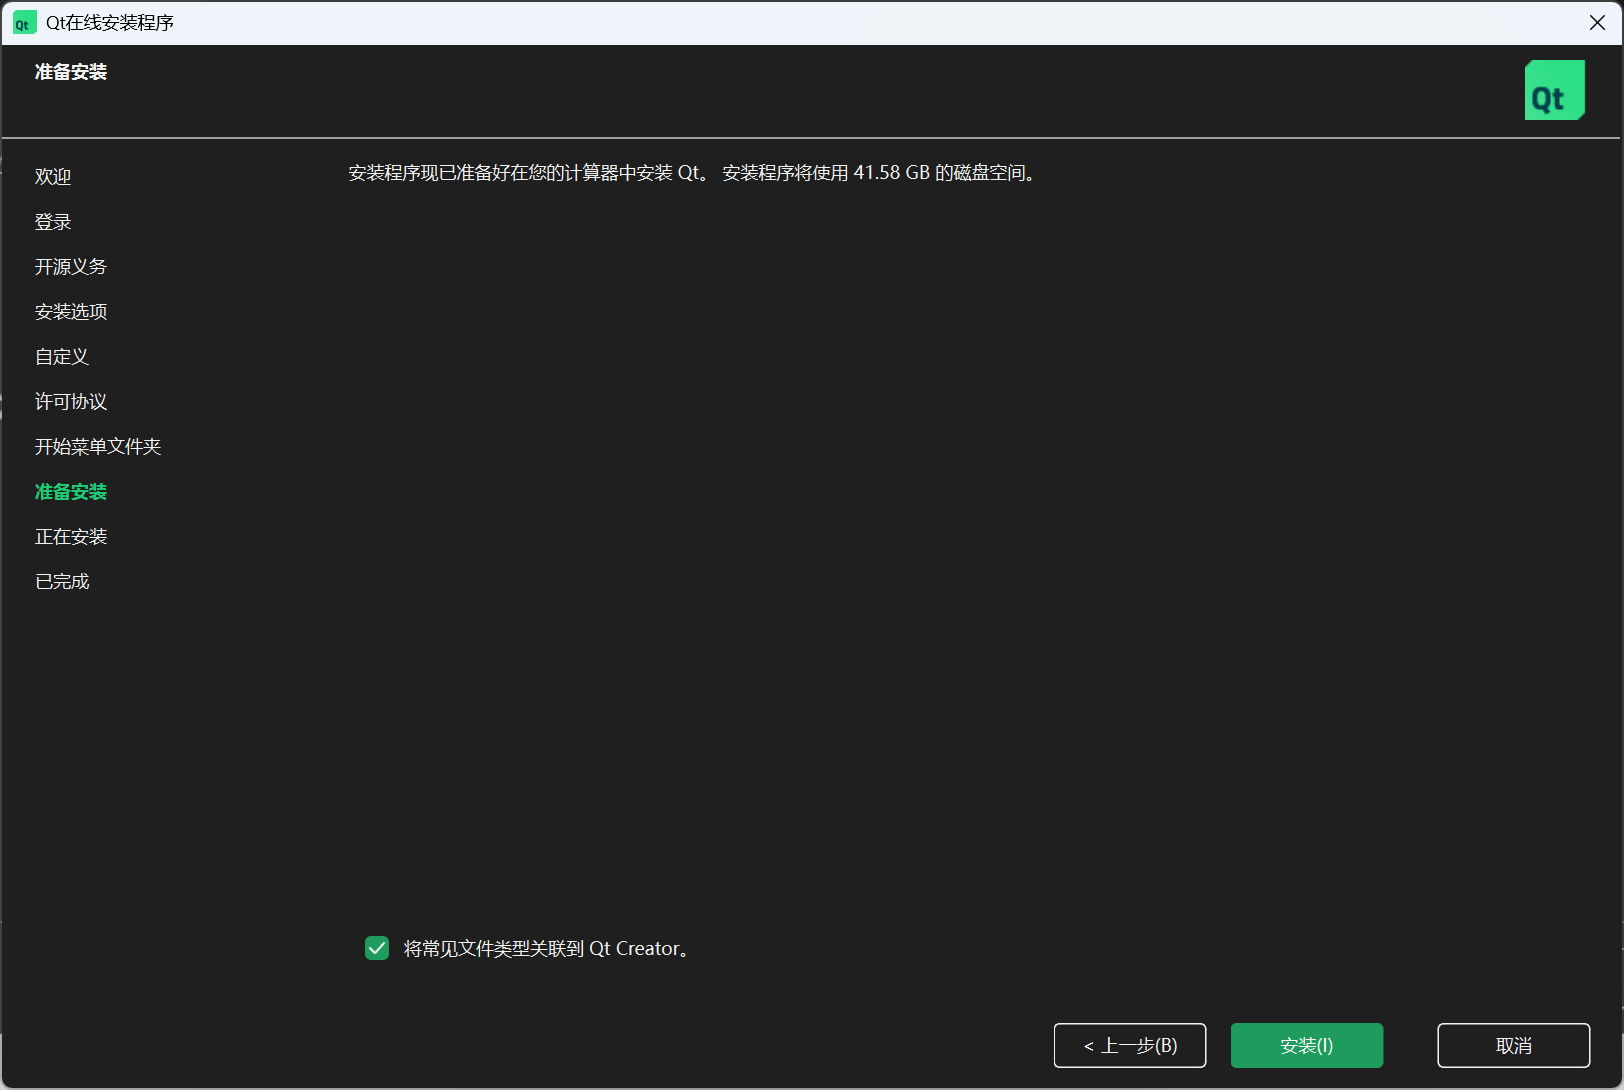 Qt在线安装程序
准备安装
Qt
欢迎
安装程序现已准备好在您的计算器中安装 Qt。 安装程序将使用 41.58 GB 的磁盘空间。
登录
开源义务
安装选项
自定义
许可协议
开始菜单文件夹
准备安装
正在安装
已完成
将常见文件类型关联到 Qt Creator。
< 上一步(B)
安装(I)
取消